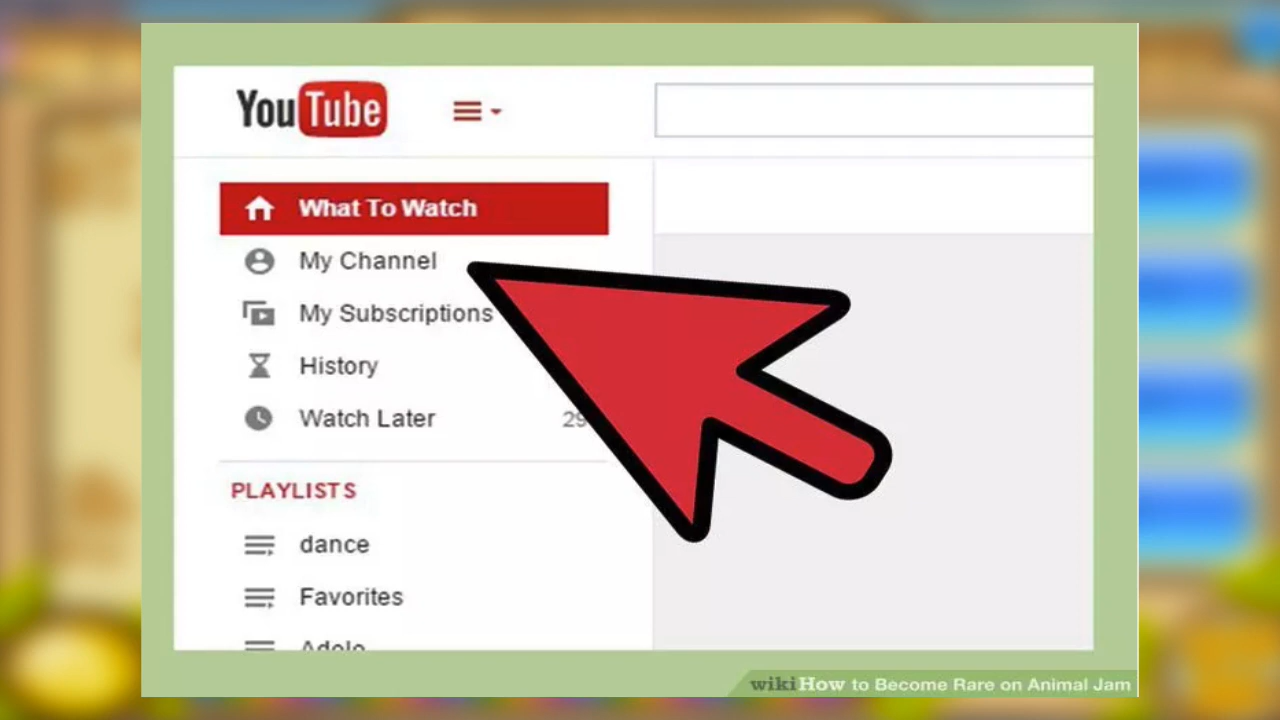 YouTube
What To Watch
My Channel
My Subscriptions
History
Watch Later 29
PLAYLISTS
dance
Favorites
wikiHow to Become Rare on Animal Jam